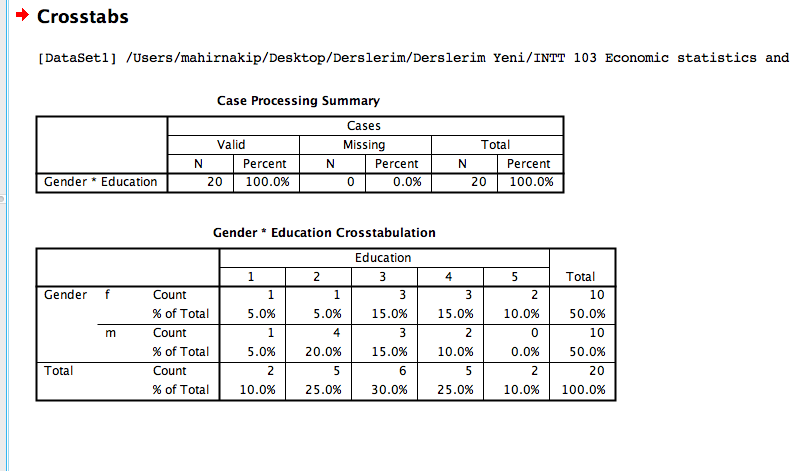 Crosstabs
[DataSet1] /Users/mahirnakip/Desktop/Derslerim/Derslerim Yeni/INTT 103 Economic statistics and
Case Processing Summary
Cases
Valid Missing Total
N Percent N Percent N Percent
Gender * Education 20 100.0% 0 0.0% 20 100.0%
Gender * Education Crosstabulation
Education
1 2 3 4 5 Total
Gender f Count 1 1 3 3 2 10
% of Total 5.0% 5.0% 15.0% 15.0% 10.0% 50.0%
m Count 1 4 3 2 0 10
% of Total 5.0% 20.0% 15.0% 10.0% 0.0% 50.0%
Total Count 2 5 6 5 2 20
% of Total 10.0% 25.0% 30.0% 25.0% 10.0% 100.0%